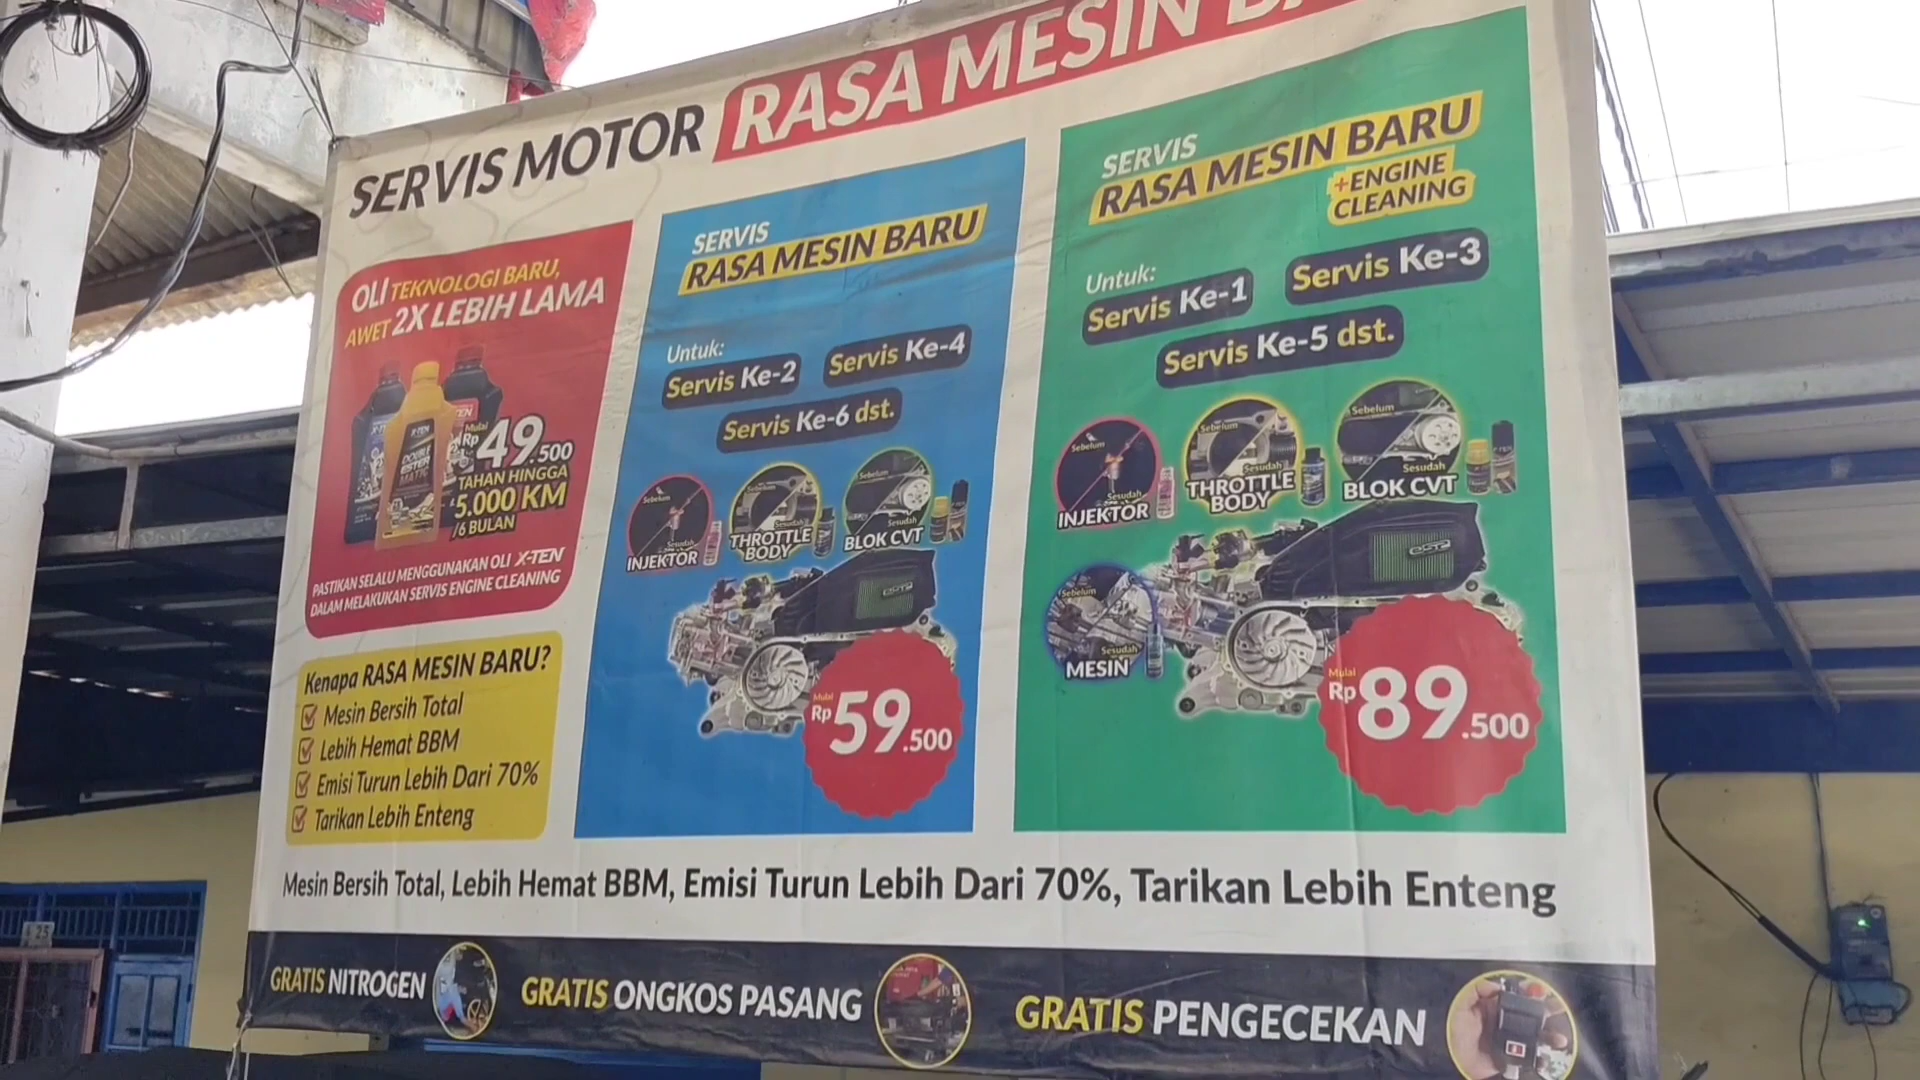 SERVIS MOTOR RASA MESIN
OLI TEKNOLOGI BARU,
AWET 2X LEBIH LAMA
X-TEN
DOUBLE
ESTER
MATIC
Mulai
Rp 49.500
TAHAN HINGGA
5.000 KM
/6 BULAN
PASTIKAN SELALU MENGGUNAKAN OLI X-TEN
DALAM MELAKUKAN SERVIS ENGINE CLEANING
Kenapa RASA MESIN BARU?
Mesin Bersih Total
Lebih Hemat BBM
Emisi Turun Lebih Dari 70%
Tarikan Lebih Enteng
SERVIS
RASA MESIN BARU
Untuk:
Servis Ke-2
Servis Ke-4
Servis Ke-6 dst.
Sebelum
Sesudah
INJEKTOR
Sebelum
Sesudah
THROTTLE
BODY
Sebelum
Sesudah
BLOK CVT
Mulai
Rp 59.500
SERVIS
RASA MESIN BARU
+ENGINE
CLEANING
Untuk:
Servis Ke-1
Servis Ke-3
Servis Ke-5 dst.
Sebelum
Sesudah
INJEKTOR
Sebelum
Sesudah
THROTTLE
BODY
Sebelum
Sesudah
BLOK CVT
Sebelum
Sesudah
MESIN
Mulai
Rp 89.500
Mesin Bersih Total, Lebih Hemat BBM, Emisi Turun Lebih Dari 70%, Tarikan Lebih Enteng
GRATIS NITROGEN
GRATIS ONGKOS PASANG
GRATIS PENGECEKAN